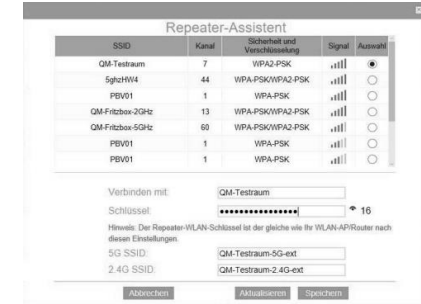 Repeater-Assistent
SSID Kanal Sicherheit und Verschlüsselung Signal Auswahl
QM-Testraum 7 WPA2-PSK
5ghzHW4 44 WPA-PSK/WPA2-PSK
PBV01 1 WPA-PSK
QM-Fritzbox-2GHz 13 WPA-PSK/WPA2-PSK
QM-Fritzbox-5GHz 60 WPA-PSK/WPA2-PSK
PBV01 1 WPA-PSK
PBV01 1 WPA-PSK
Verbinden mit: QM-Testraum
Schlüssel: •••••••••••••••• 16
Hinweis: Der Repeater-WLAN-Schlüssel ist der gleiche wie Ihr WLAN-AP/Router nach
diesen Einstellungen.
5G SSID: QM-Testraum-5G-ext
2.4G SSID: QM-Testraum-2.4G-ext
Abbrechen Aktualisieren Speichern